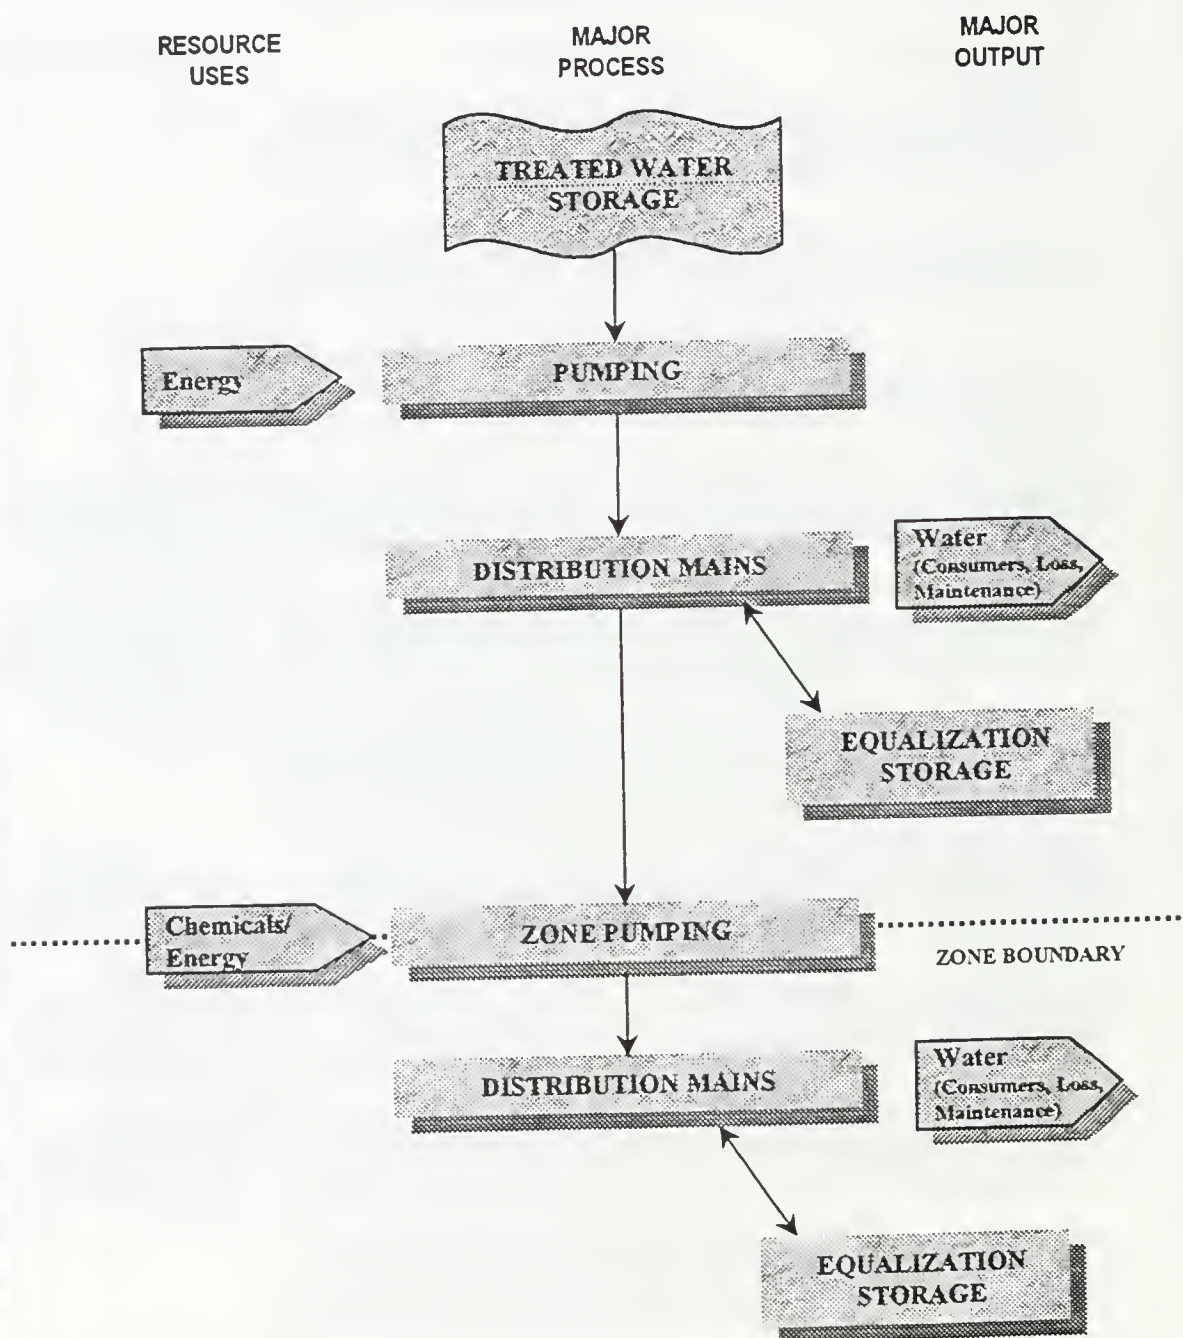 RESOURCE
USES
MAJOR
PROCESS
MAJOR
OUTPUT
TREATED WATER
STORAGE
Energy
PUMPING
DISTRIBUTION MAINS
Water
(Consumers, Loss,
Maintenance)
EQUALIZATION
STORAGE
Chemicals/
Energy
ZONE PUMPING
ZONE BOUNDARY
DISTRIBUTION MAINS
Water
(Consumers, Loss,
Maintenance)
EQUALIZATION
STORAGE